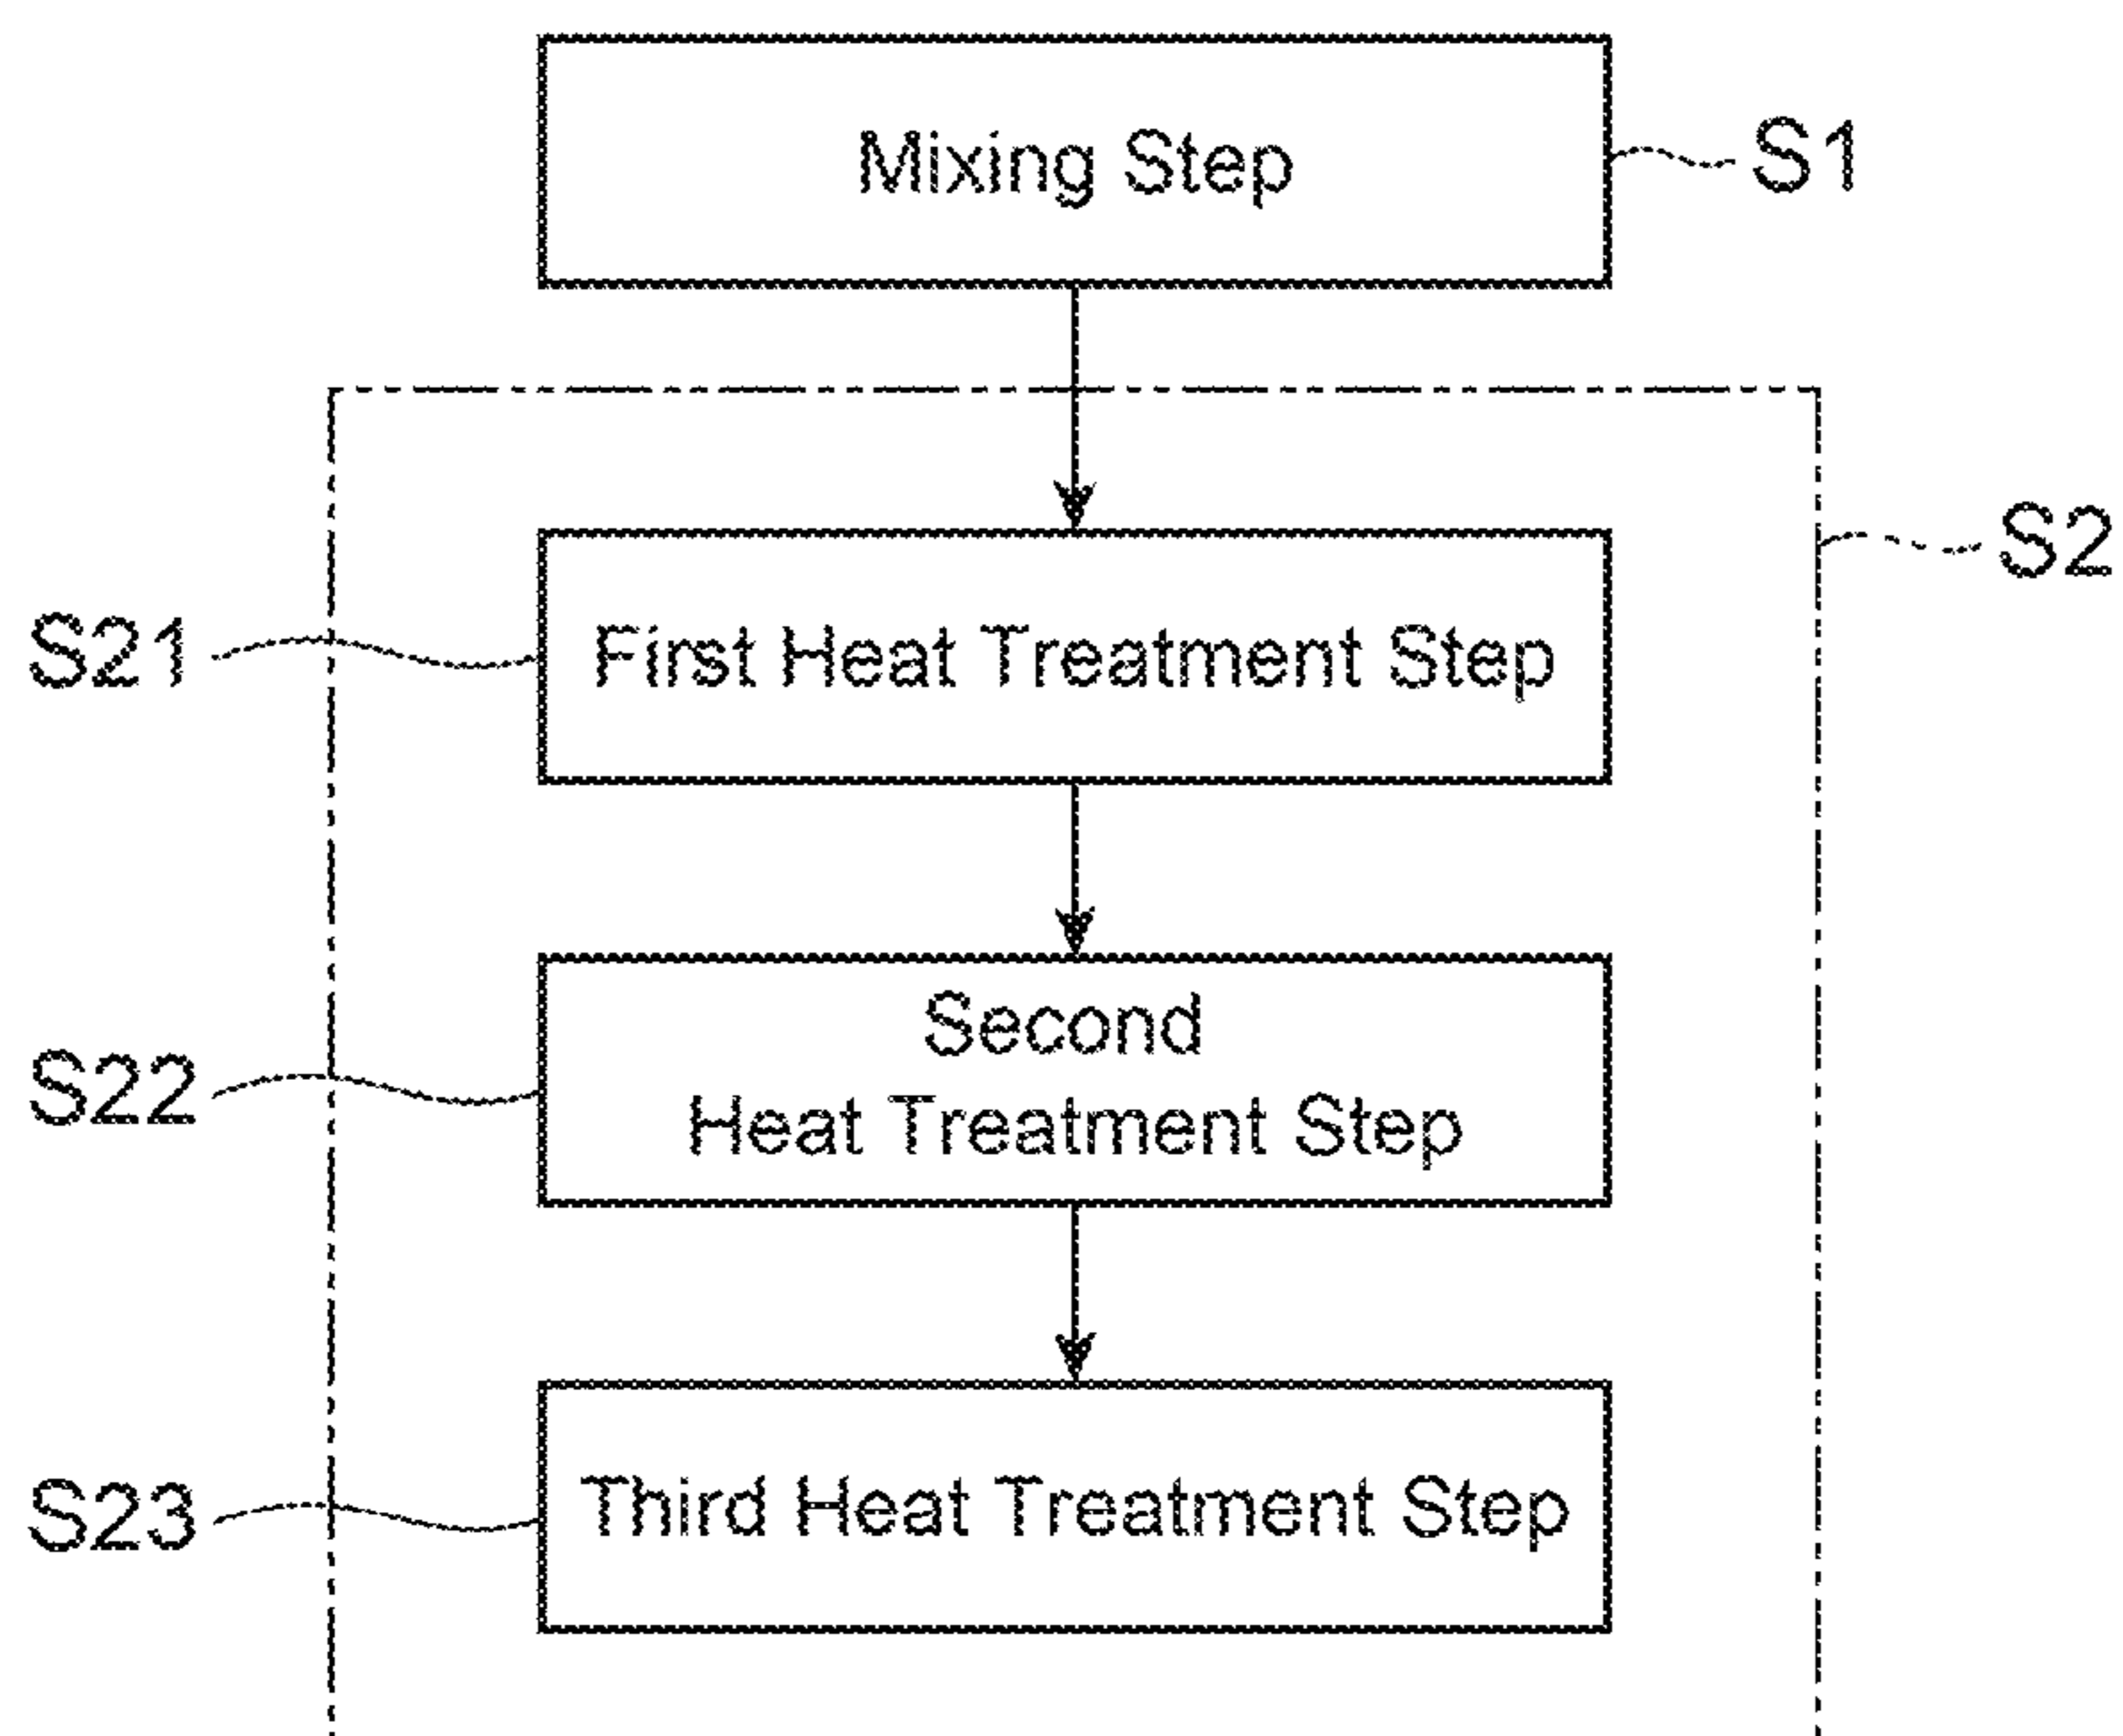 Mixing Step
S1
S2
S21
First Heat Treatment Step
S22
Second
Heat Treatment Step
S23
Third Heat Treatment Step